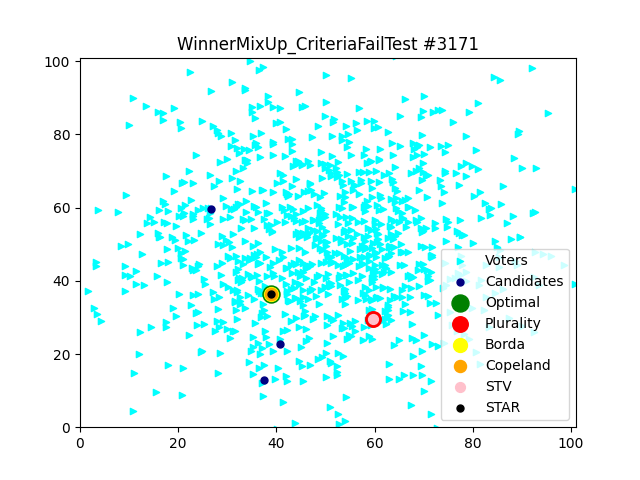 WinnerMixUp_CriteriaFailTest #3171
100
80
60
40
20
0
0
20
40
60
80
100
Voters
Candidates
Optimal
Plurality
Borda
Copeland
STV
STAR